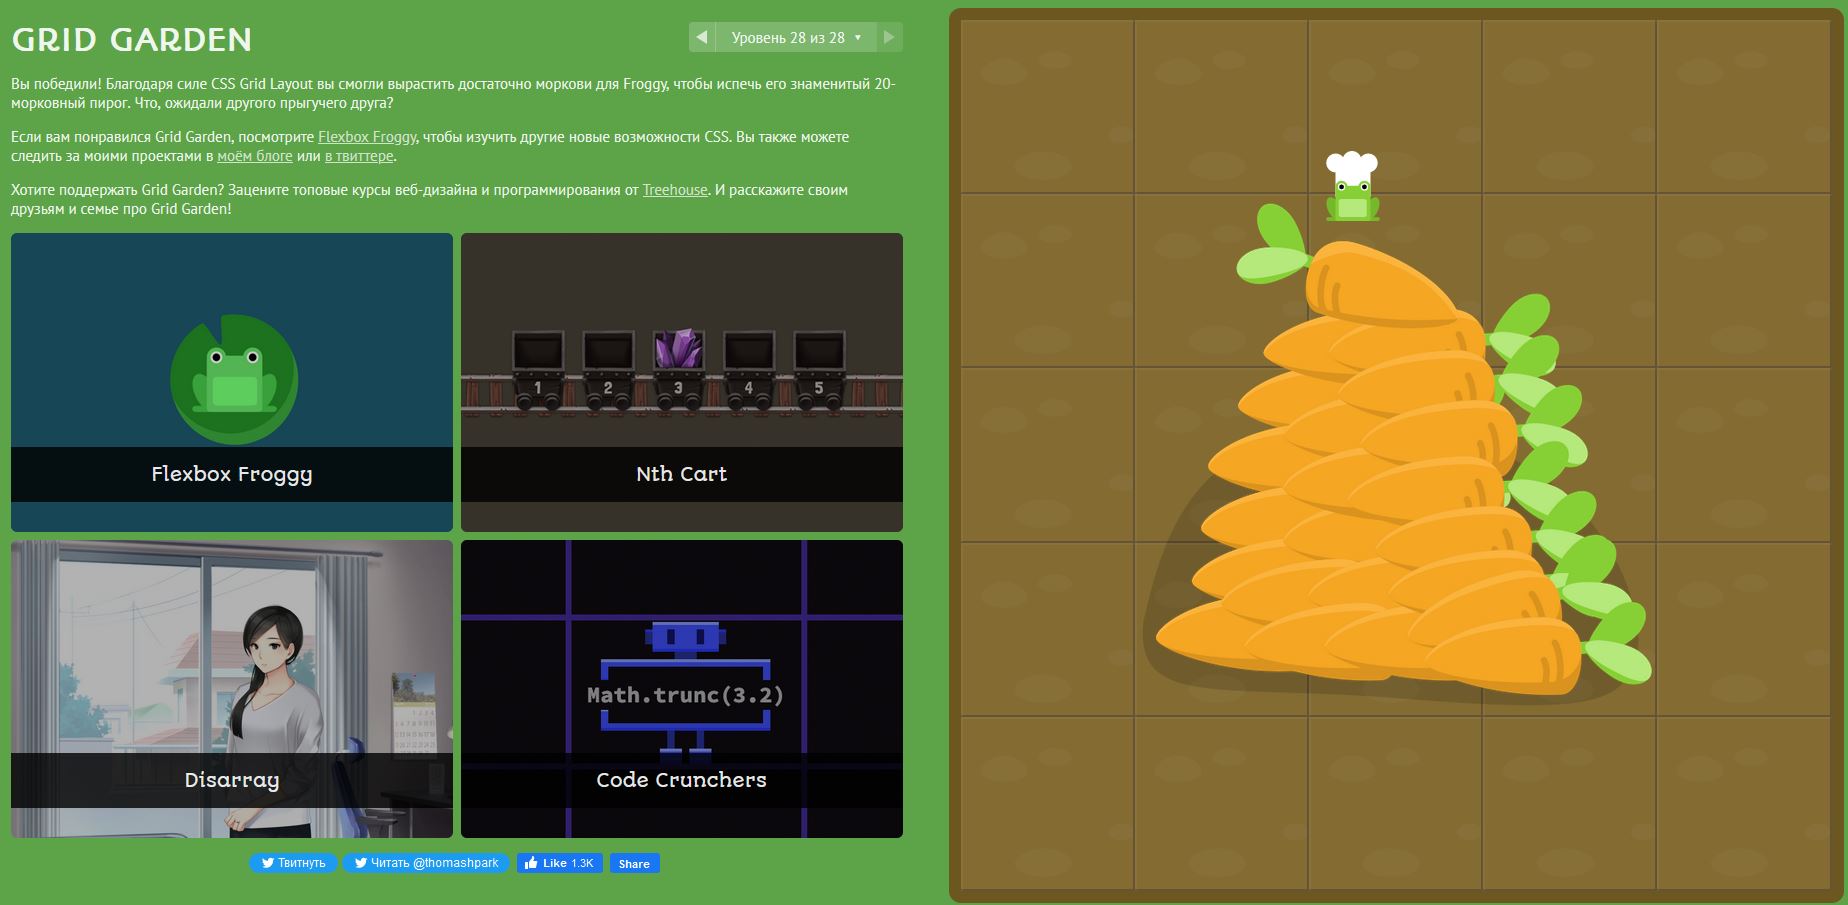 GRID GARDEN
Уровень 28 из 28
Вы победили! Благодаря силе CSS Grid Layout вы смогли вырастить достаточно моркови для Froggy, чтобы испечь его знаменитый 20-
морковный пирог. Что, ожидали другого прыгучего друга?
Если вам понравился Grid Garden, посмотрите Flexbox Froggy, чтобы изучить другие новые возможности CSS. Вы также можете
следить за моими проектами в моём блоге или в твиттере.
Хотите поддержать Grid Garden? Зацените топовые курсы веб-дизайна и программирования от Treehouse. И расскажите своим
друзьям и семье про Grid Garden!
1 2 3 4 5
Flexbox Froggy
Nth Cart
Math.trunc(3.2)
Disarray
Code Crunchers
Твитнуть
Читать @thomashpark
Like 1.3K
Share